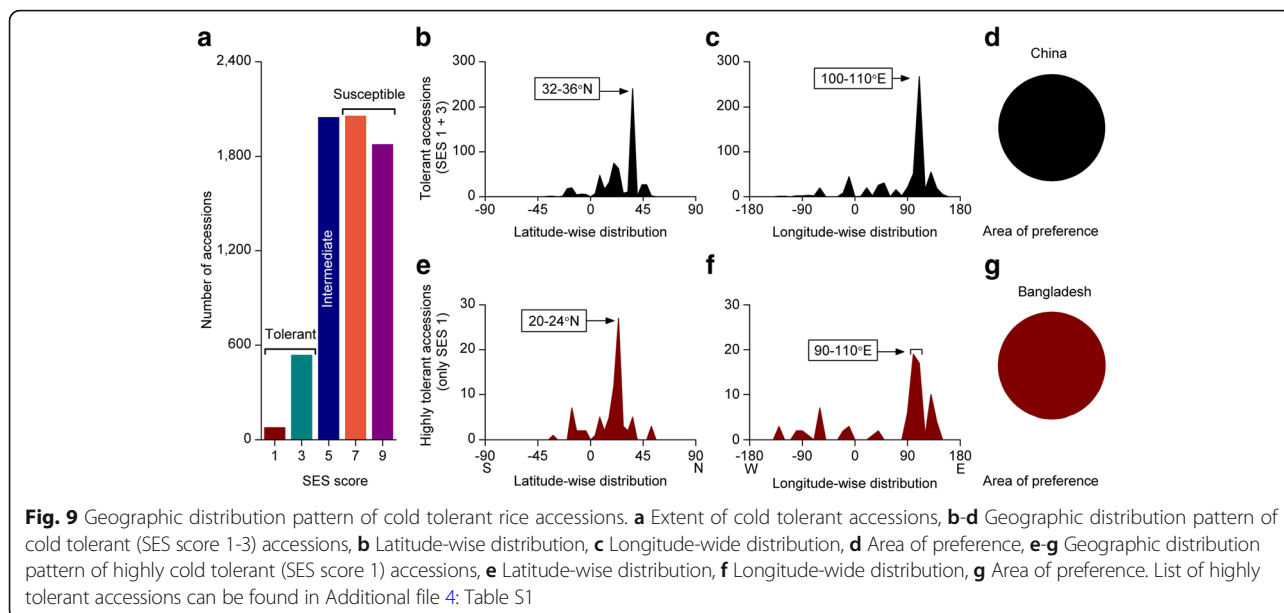 a
2,400
1,800
1,200
600
0
Number of accessions
Tolerant
Intermediate
Susceptible
1 3 5 7 9
SES score
b
300
200
100
0
Tolerant accessions
(SES 1 + 3)
32-36°N
-90 -45 0 45 90
Latitude-wise distribution
c
300
200
100
0
100-110°E
-180 -90 0 90 180
Longitude-wise distribution
d
China
Area of preference
e
30
20
10
0
Highly tolerant accessions
(only SES 1)
20-24°N
-90 -45 0 45 90
S N
Latitude-wise distribution
f
30
20
10
0
90-110°E
-180 -90 0 90 180
W E
Longitude-wise distribution
g
Bangladesh
Area of preference
Fig. 9 Geographic distribution pattern of cold tolerant rice accessions. a Extent of cold tolerant accessions, b-d Geographic distribution pattern of
cold tolerant (SES score 1-3) accessions, b Latitude-wise distribution, c Longitude-wide distribution, d Area of preference, e-g Geographic distribution
pattern of highly cold tolerant (SES score 1) accessions, e Latitude-wise distribution, f Longitude-wide distribution, g Area of preference. List of highly
tolerant accessions can be found in Additional file 4: Table S1